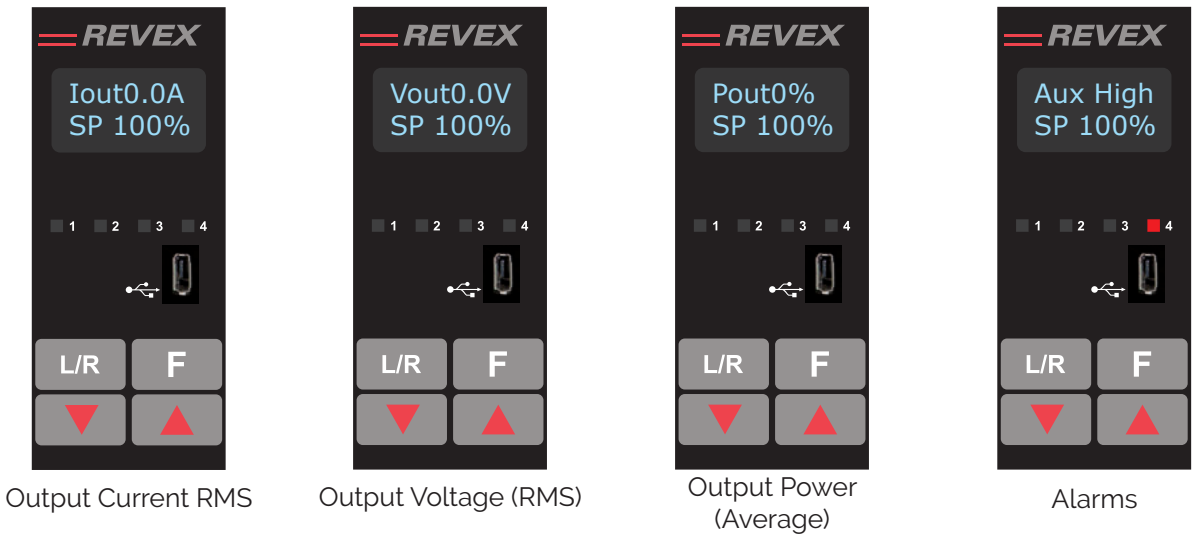 REVEX
Iout0.0A
SP 100%
1 2 3 4
L/R F
Output Current RMS
REVEX
Vout0.0V
SP 100%
1 2 3 4
L/R F
Output Voltage (RMS)
REVEX
Pout0%
SP 100%
1 2 3 4
L/R F
Output Power
(Average)
REVEX
Aux High
SP 100%
1 2 3 4
L/R F
Alarms